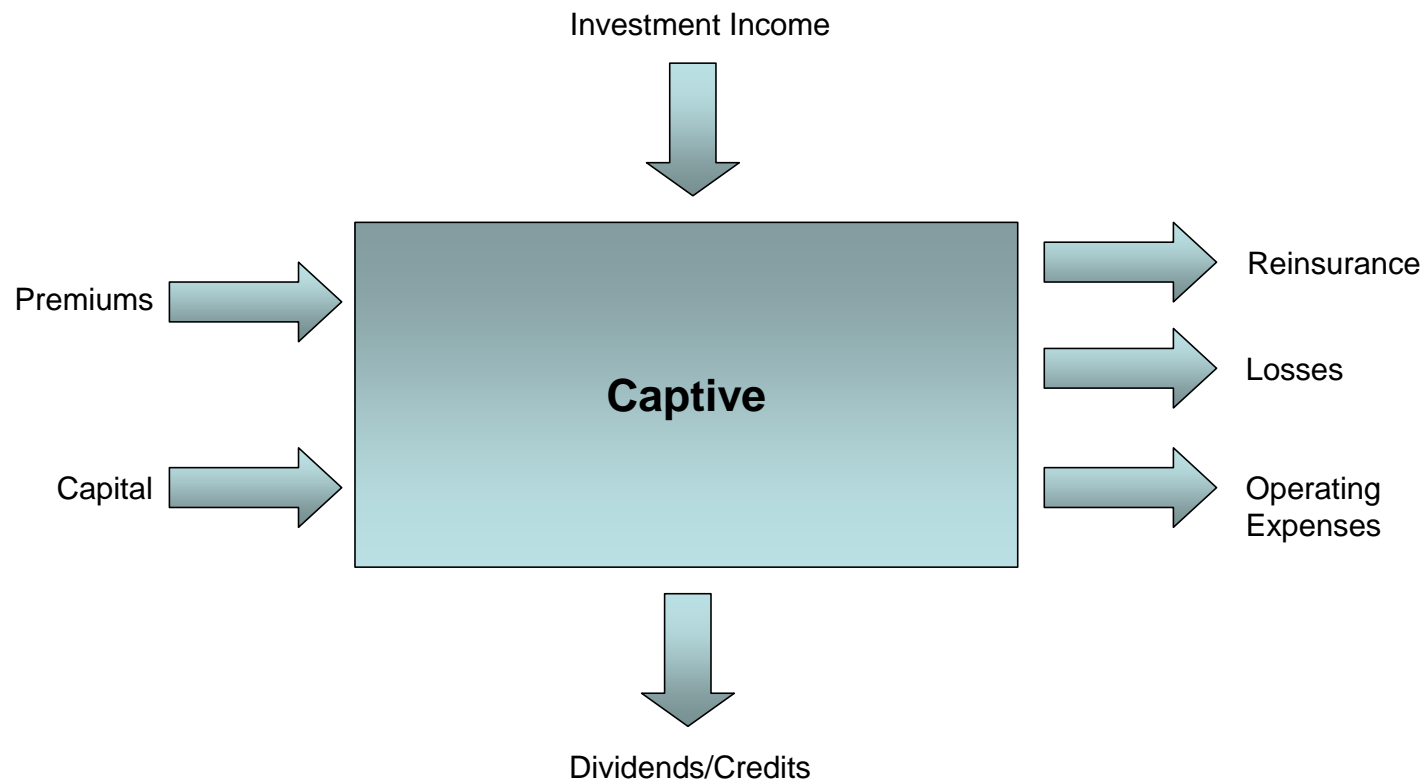 Investment Income
Premiums
Capital
Captive
Reinsurance
Losses
Operating
Expenses
Dividends/Credits